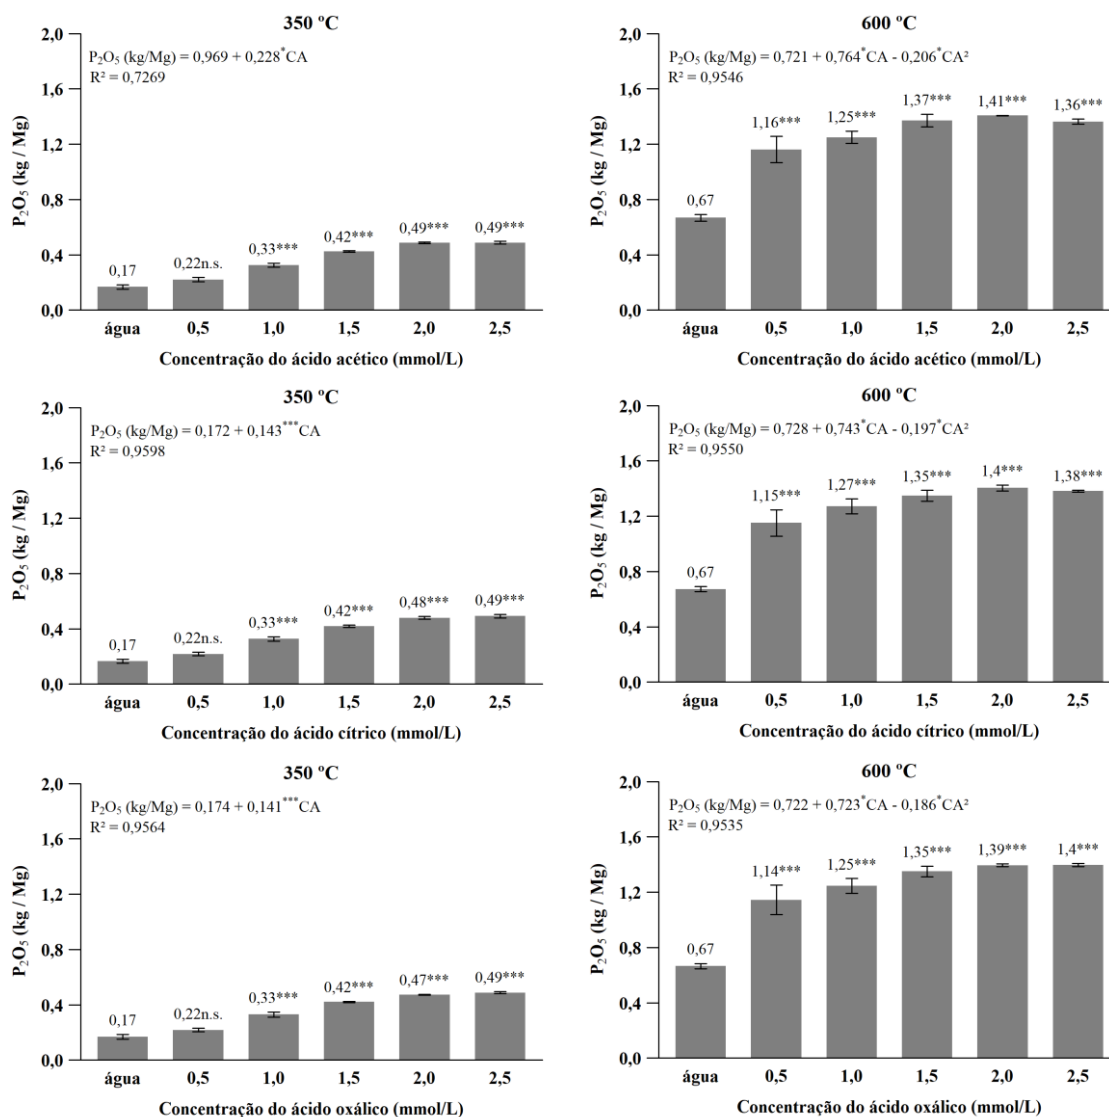 350 ºC
P₂O₅ (kg/Mg) = 0,969 + 0,228*CA
R² = 0,7269
P₂O₅ (kg / Mg)
2,0
1,6
1,2
0,8
0,4
0,0
0,17
0,22n.s.
0,33***
0,42***
0,49***
0,49***
água 0,5 1,0 1,5 2,0 2,5
Concentração do ácido acético (mmol/L)
600 ºC
P₂O₅ (kg/Mg) = 0,721 + 0,764*CA - 0,206*CA²
R² = 0,9546
P₂O₅ (kg / Mg)
2,0
1,6
1,2
0,8
0,4
0,0
0,67
1,16***
1,25***
1,37***
1,41***
1,36***
água 0,5 1,0 1,5 2,0 2,5
Concentração do ácido acético (mmol/L)
350 ºC
P₂O₅ (kg/Mg) = 0,172 + 0,143***CA
R² = 0,9598
P₂O₅ (kg / Mg)
2,0
1,6
1,2
0,8
0,4
0,0
0,17
0,22n.s.
0,33***
0,42***
0,48***
0,49***
água 0,5 1,0 1,5 2,0 2,5
Concentração do ácido cítrico (mmol/L)
600 ºC
P₂O₅ (kg/Mg) = 0,728 + 0,743*CA - 0,197*CA²
R² = 0,9550
P₂O₅ (kg / Mg)
2,0
1,6
1,2
0,8
0,4
0,0
0,67
1,15***
1,27***
1,35***
1,4***
1,38***
água 0,5 1,0 1,5 2,0 2,5
Concentração do ácido cítrico (mmol/L)
350 ºC
P₂O₅ (kg/Mg) = 0,174 + 0,141***CA
R² = 0,9564
P₂O₅ (kg / Mg)
2,0
1,6
1,2
0,8
0,4
0,0
0,17
0,22n.s.
0,33***
0,42***
0,47***
0,49***
água 0,5 1,0 1,5 2,0 2,5
Concentração do ácido oxálico (mmol/L)
600 ºC
P₂O₅ (kg/Mg) = 0,722 + 0,723*CA - 0,186*CA²
R² = 0,9535
P₂O₅ (kg / Mg)
2,0
1,6
1,2
0,8
0,4
0,0
0,67
1,14***
1,25***
1,35***
1,39***
1,4***
água 0,5 1,0 1,5 2,0 2,5
Concentração do ácido oxálico (mmol/L)